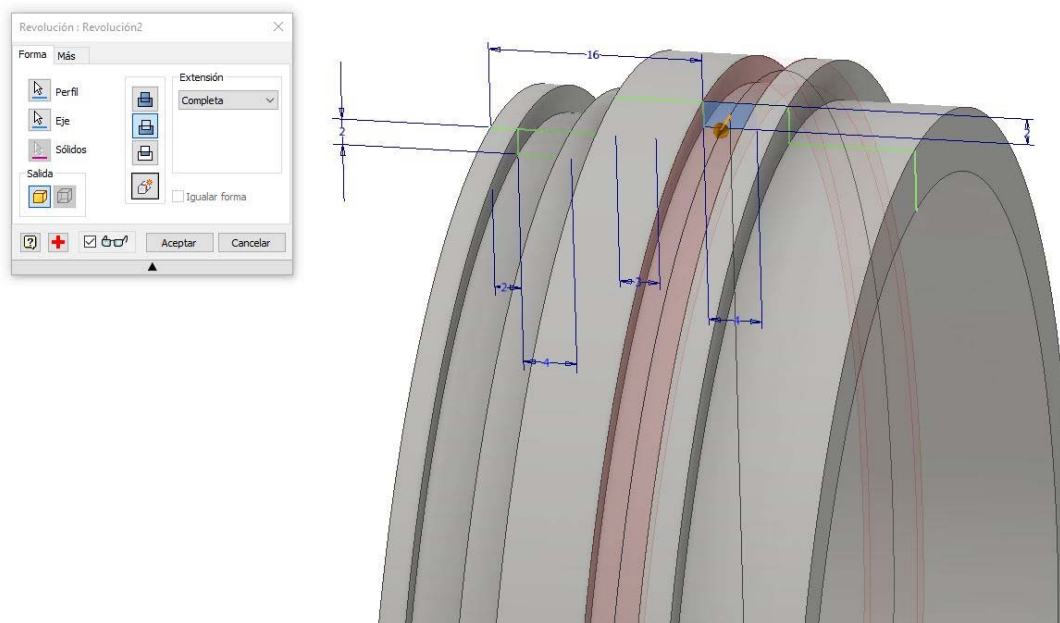 Revolución : Revolución2
Forma Más
Perfil
Eje
Sólidos
Salida
Extensión
Completa
Igualar forma
Aceptar Cancelar
16
2
2
2
3
4
4